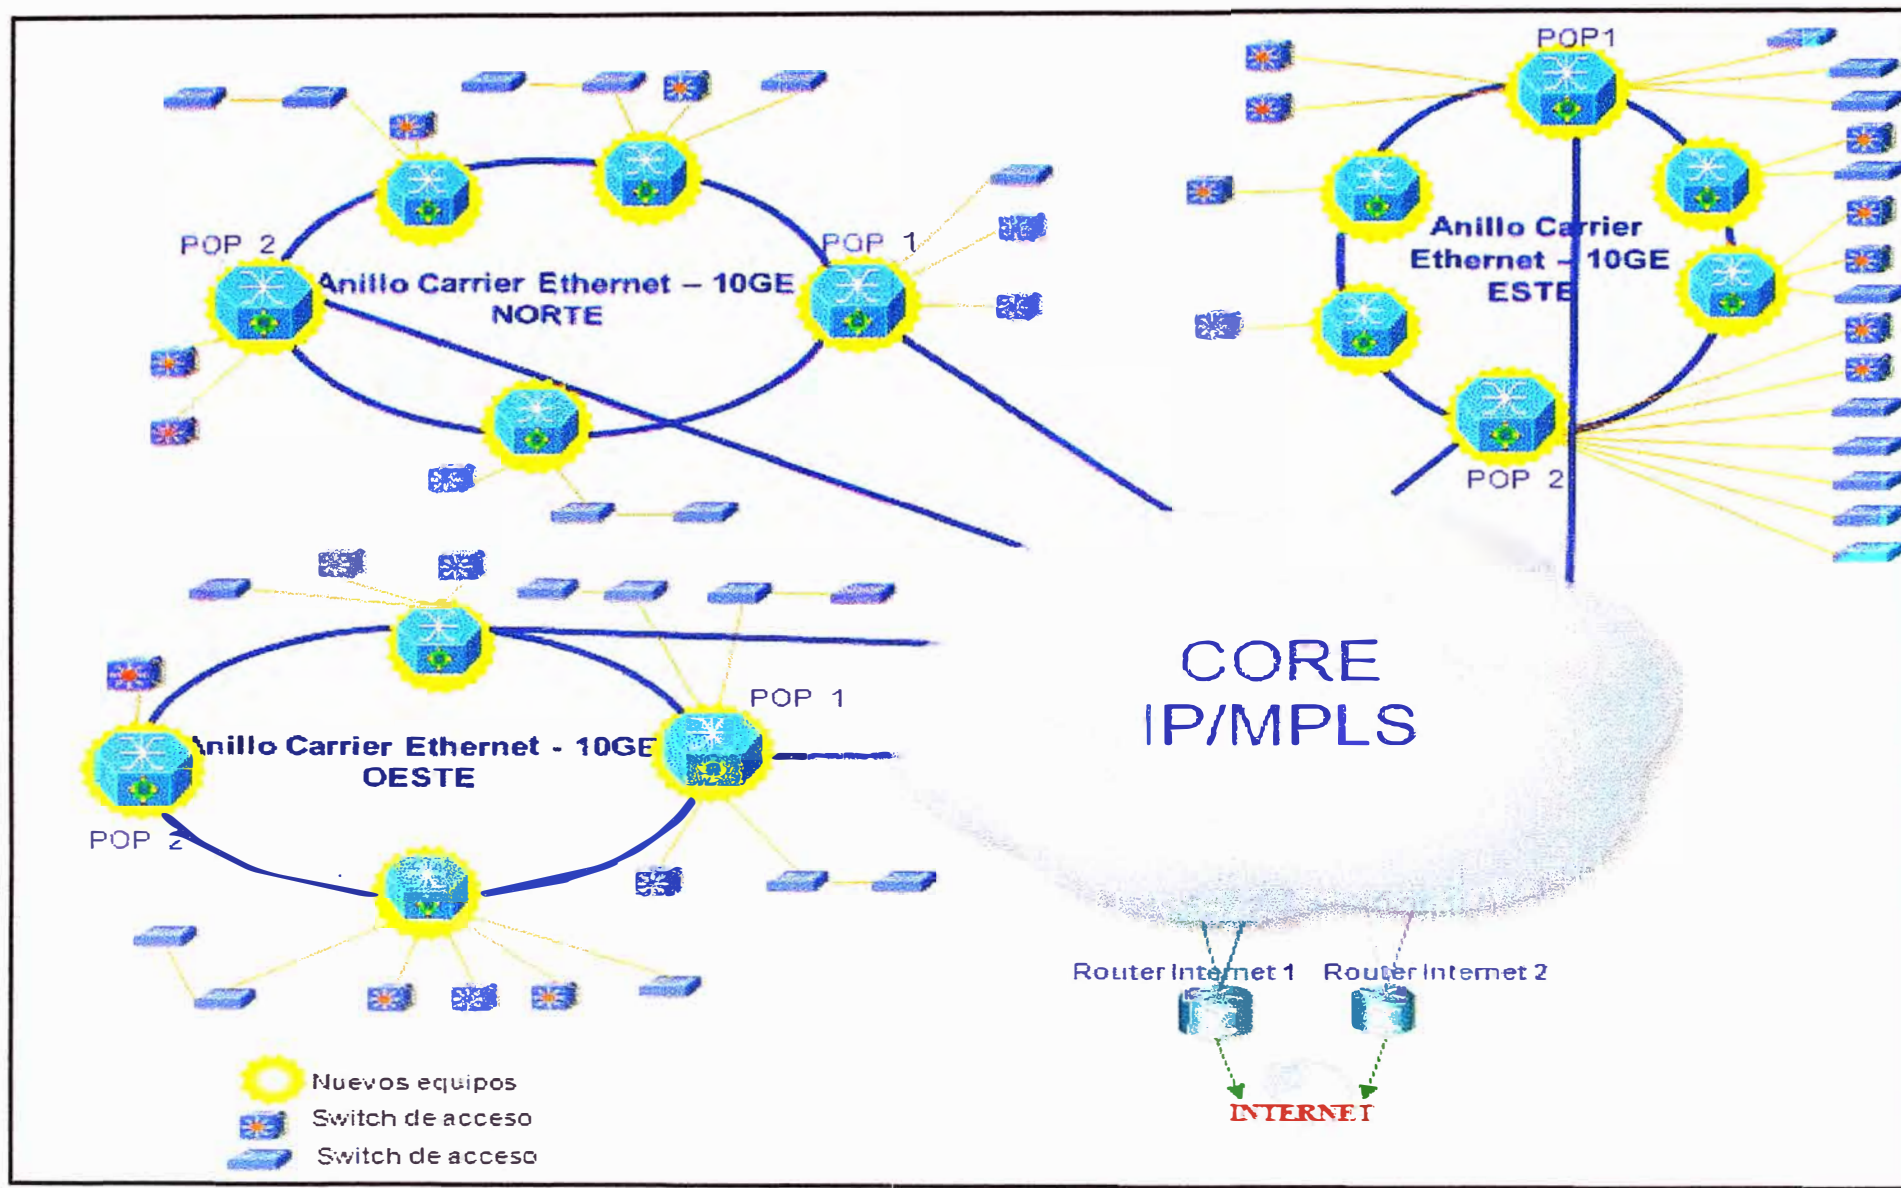 POP1
POP 2
POP 1
Anillo Carrier Ethernet – 10GE
NORTE
Anillo Carrier
Ethernet – 10GE
ESTE
POP 2
POP 1
Anillo Carrier Ethernet - 10GE
OESTE
POP 2
CORE
IP/MPLS
Router Internet 1
Router Internet 2
INTERNET
Nuevos equipos
Switch de acceso
Switch de acceso